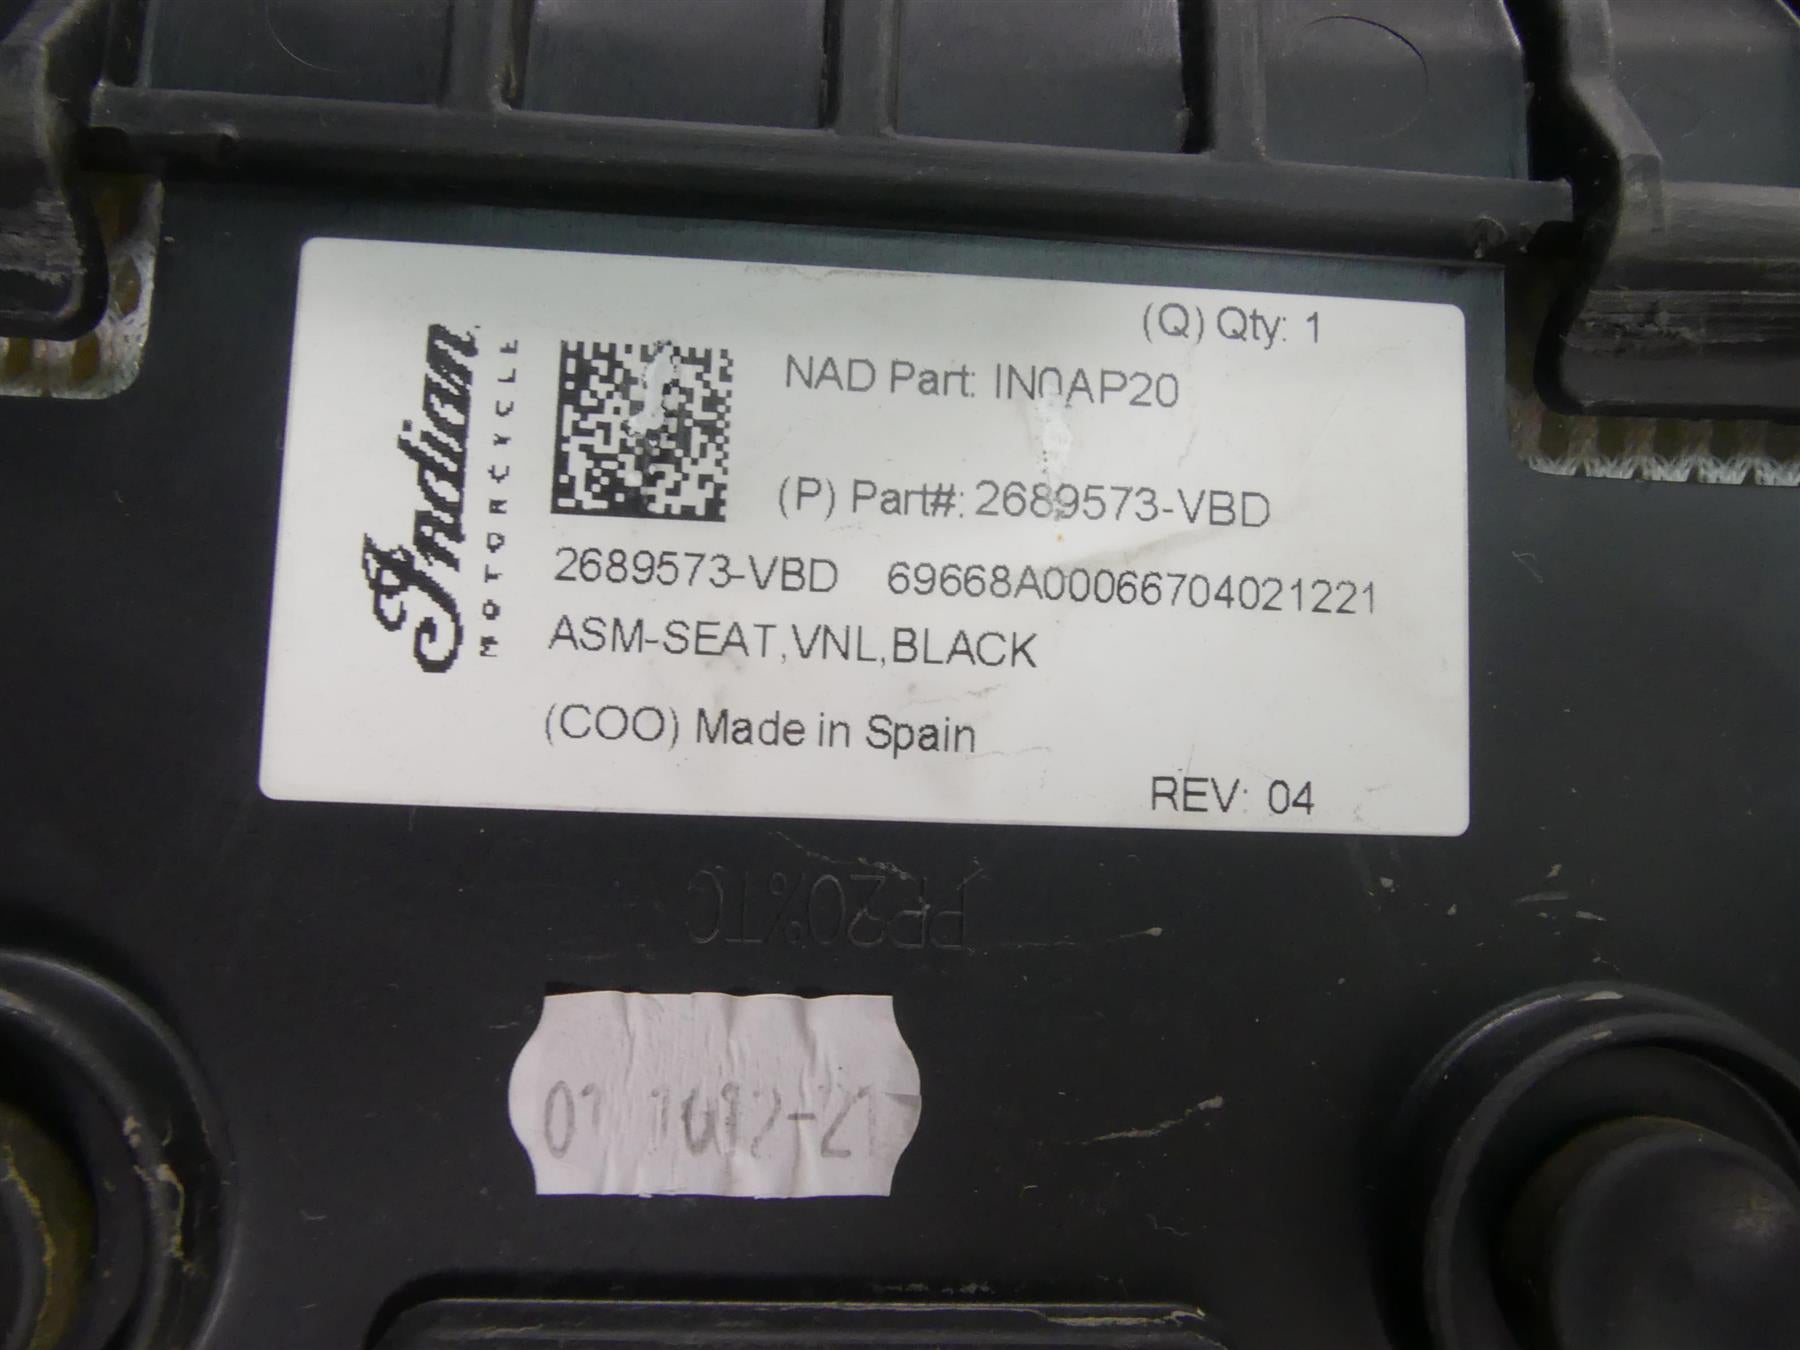 (Q) Qty: 1
NAD Part: IN0AP20
(P) Part#: 2689573-VBD
2689573-VBD 69668A00066704021221
ASM-SEAT,VNL,BLACK
(COO) Made in Spain
REV: 04
Indian
MOTORCYCLE
PP20%TC
01